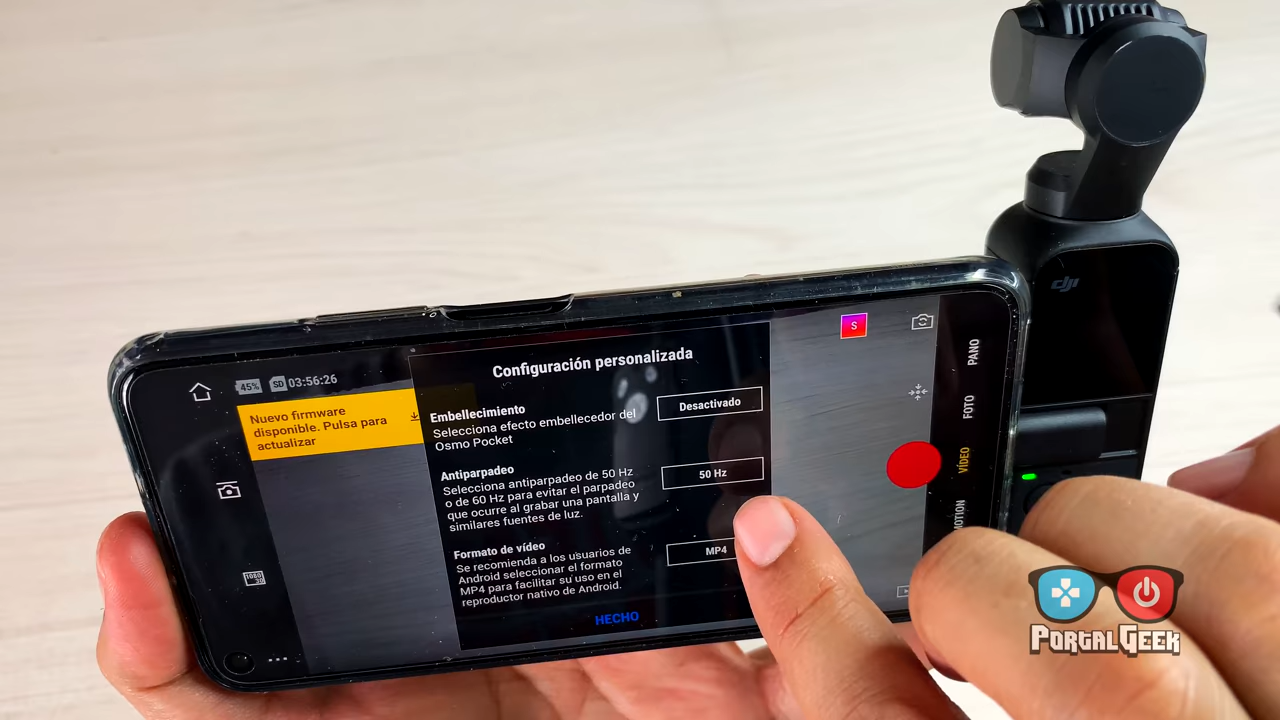 45% SD 03:56:26
Nuevo firmware
disponible. Pulsa para
actualizar
Configuración personalizada
Embellecimiento
Selecciona efecto embellecedor del
Osmo Pocket
Desactivado
Antiparpadeo
Selecciona antiparpadeo de 50 Hz
o de 60 Hz para evitar el parpadeo
que ocurre al grabar una pantalla y
similares fuentes de luz.
50 Hz
Formato de vídeo
Se recomienda a los usuarios de
Android seleccionar el formato
MP4 para facilitar su uso en el
reproductor nativo de Android.
MP4
HECHO
S
PANO
FOTO
VÍDEO
MOTION
dji
PORTALGEEK